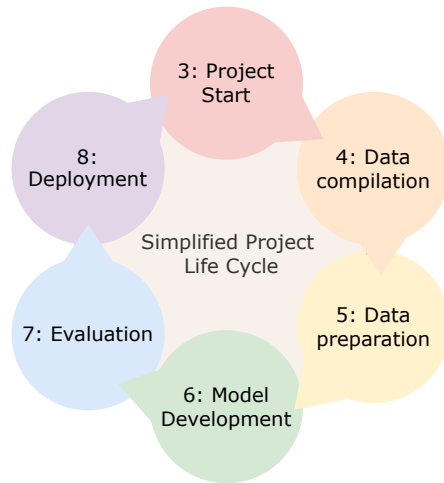 3: Project
Start
4: Data
compilation
5: Data
preparation
6: Model
Development
7: Evaluation
8:
Deployment
Simplified Project
Life Cycle